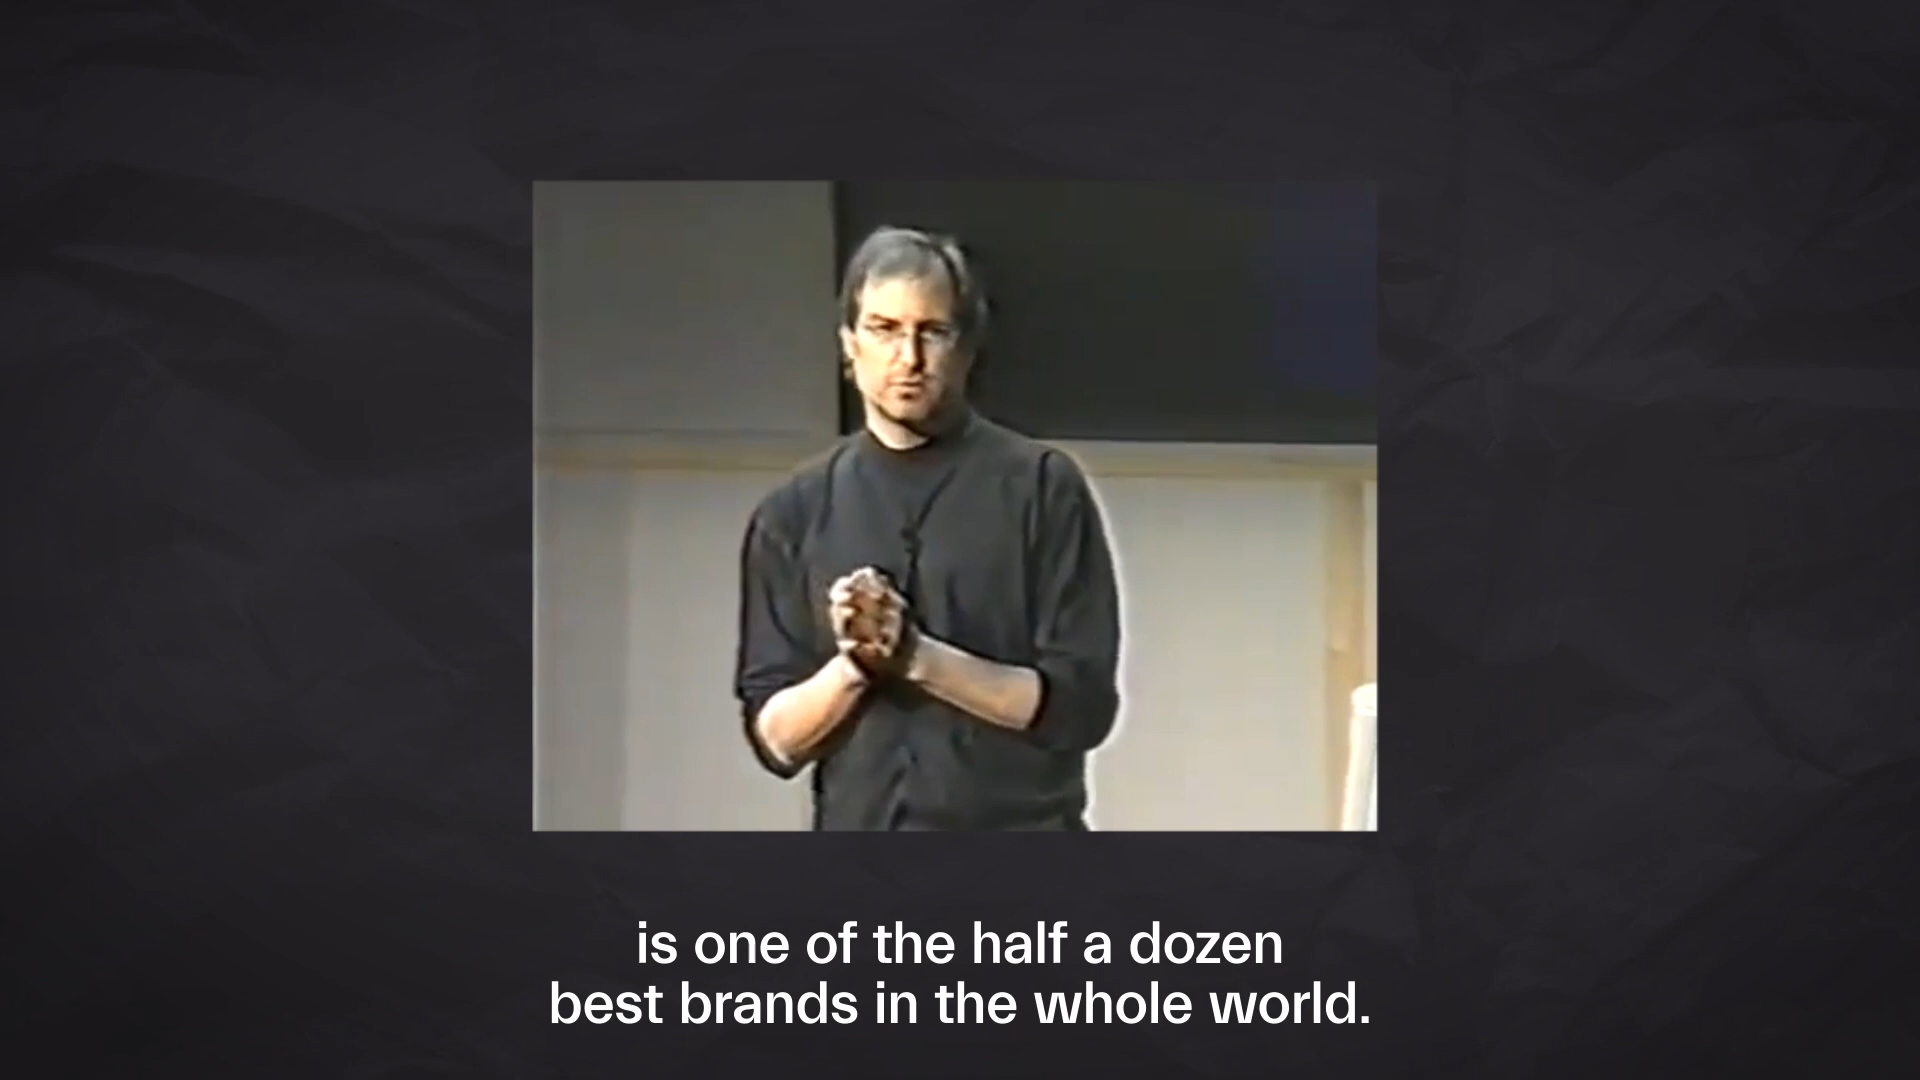 is one of the half a dozen
best brands in the whole world.